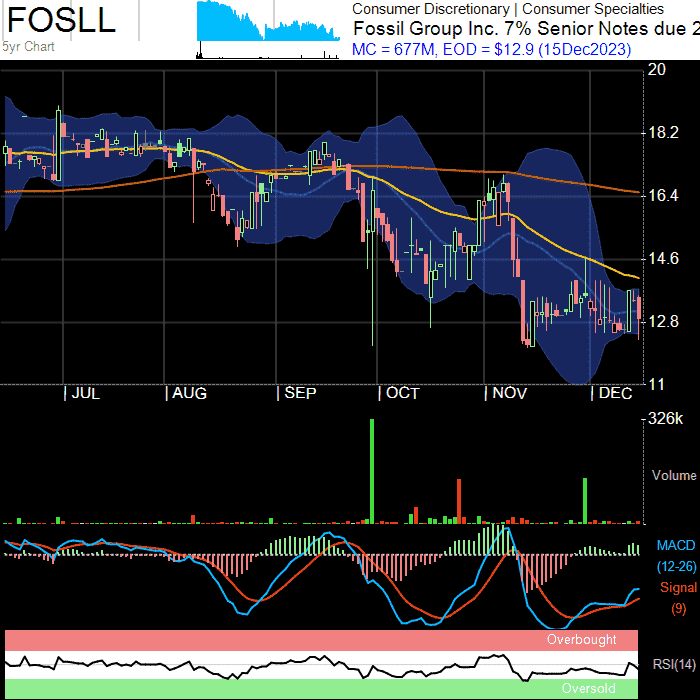 FOSLL
5yr Chart
Consumer Discretionary | Consumer Specialties
Fossil Group Inc. 7% Senior Notes due 2
MC = 677M, EOD = $12.9 (15Dec2023)
20
18.2
16.4
14.6
12.8
11
| JUL
| AUG
| SEP
| OCT
| NOV
| DEC
326k
Volume
MACD
(12-26)
Signal
(9)
Overbought
RSI(14)
Oversold